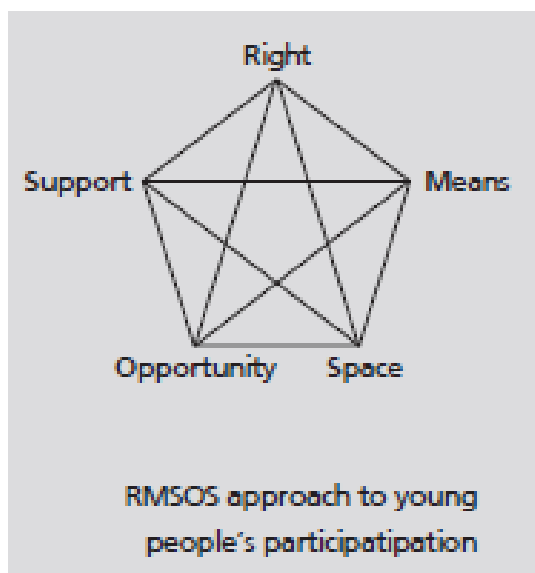 Right
Support
Means
Opportunity
Space
RMSOS approach to young
people's participatipation